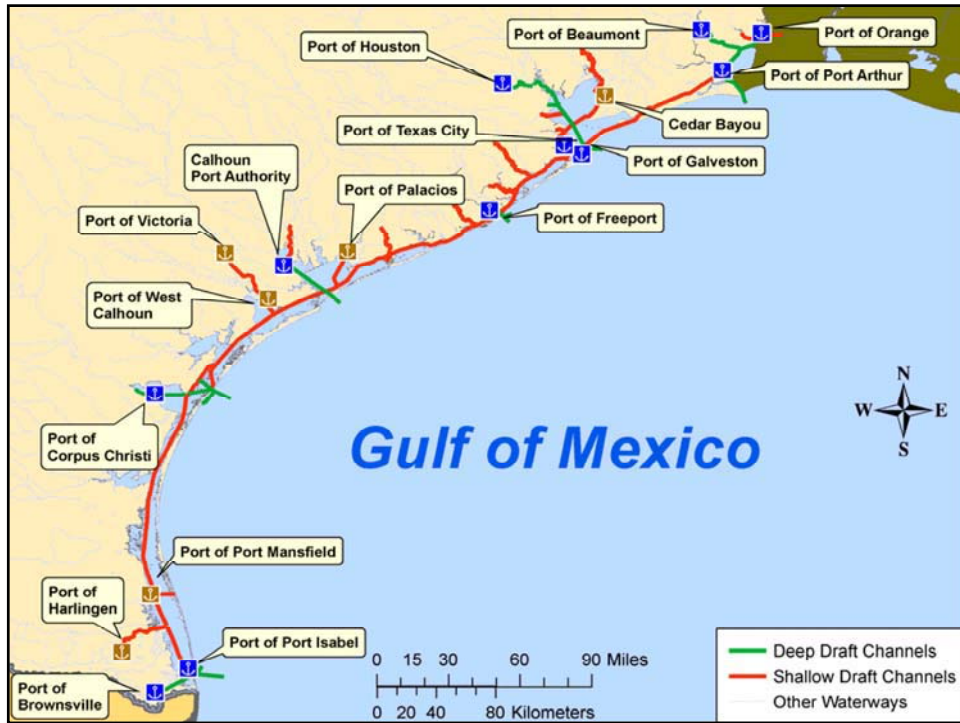 Port of Beaumont
Port of Orange
Port of Houston
Port of Port Arthur
Cedar Bayou
Port of Texas City
Port of Galveston
Calhoun
Port Authority
Port of Palacios
Port of Victoria
Port of Freeport
Port of West
Calhoun
N
W
E
S
Port of
Corpus Christi
Gulf of Mexico
Port of Port Mansfield
Port of
Harlingen
Port of Port Isabel
Port of
Brownsville
0 15 30 60 90 Miles
0 20 40 80 Kilometers
Deep Draft Channels
Shallow Draft Channels
Other Waterways